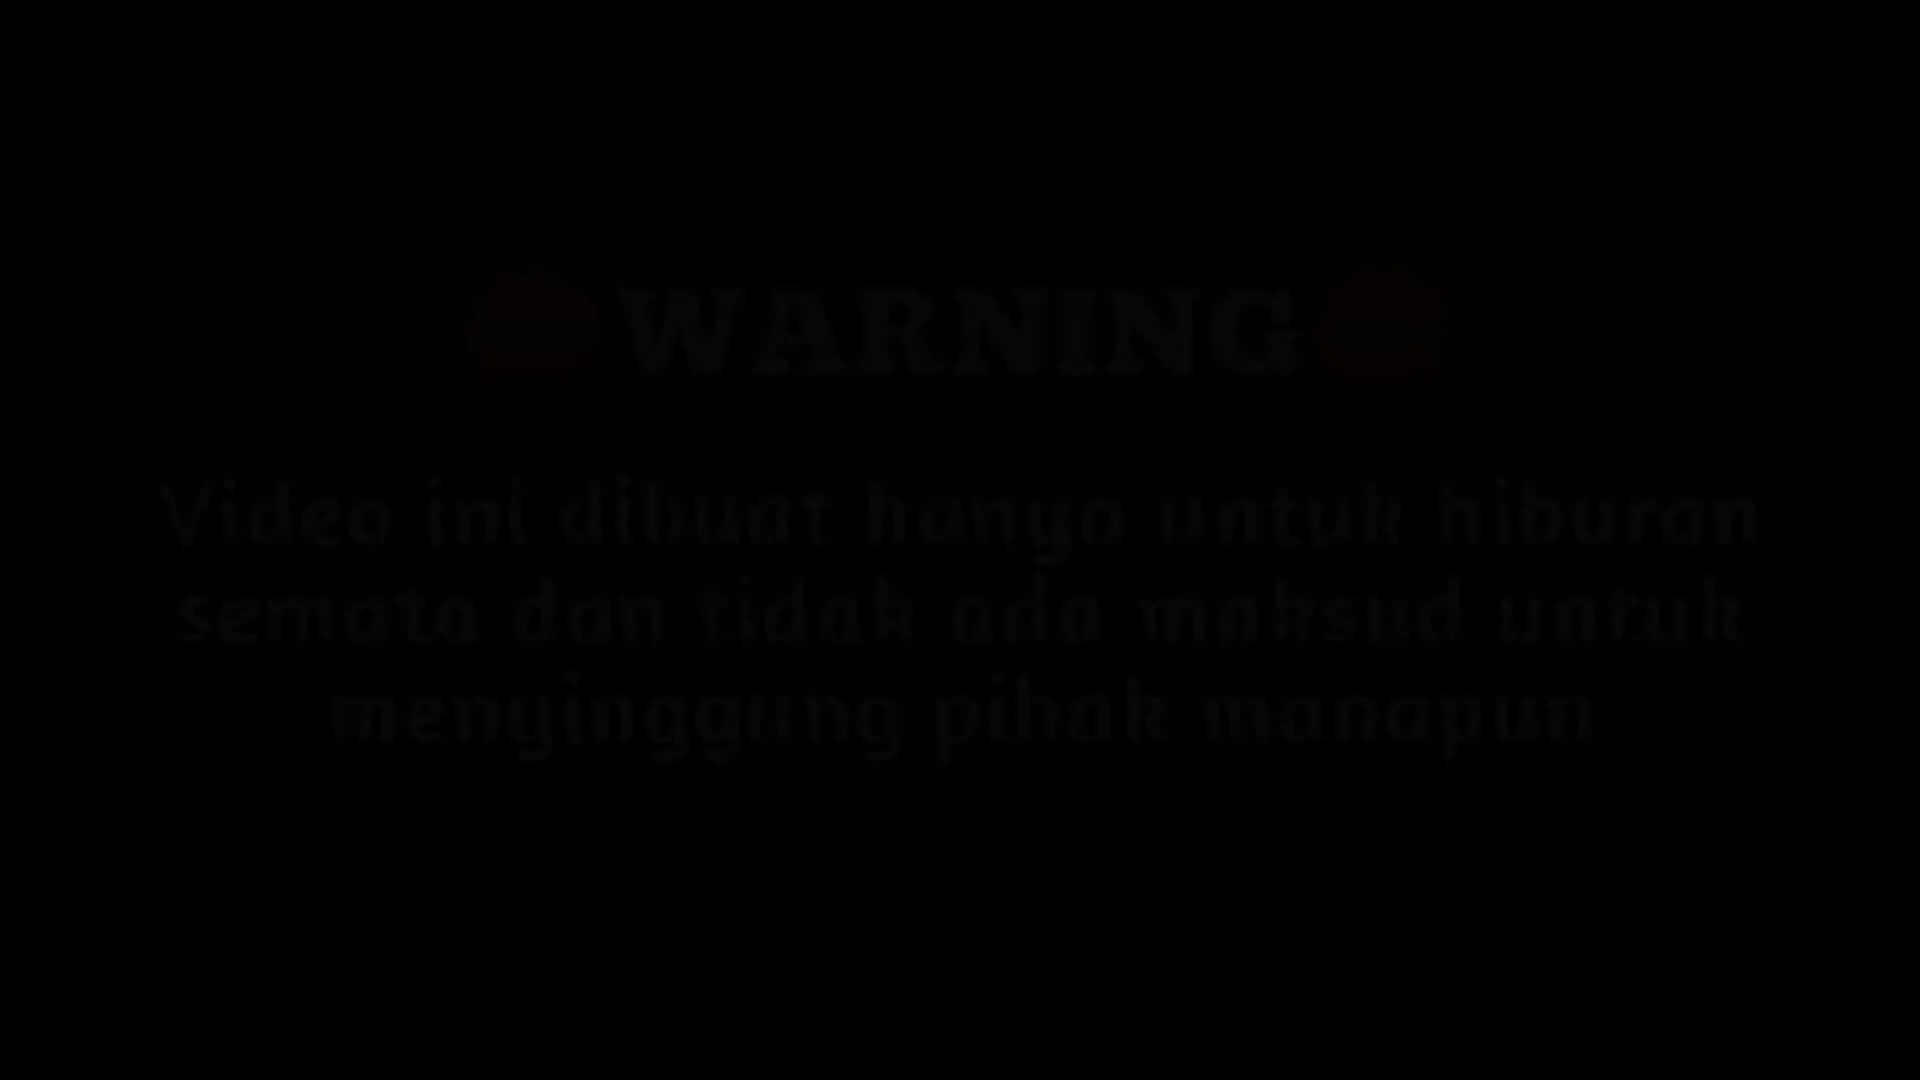 WARNING
Video ini dibuat hanya untuk hiburan
semata dan tidak ada maksud untuk
menyinggung pihak manapun